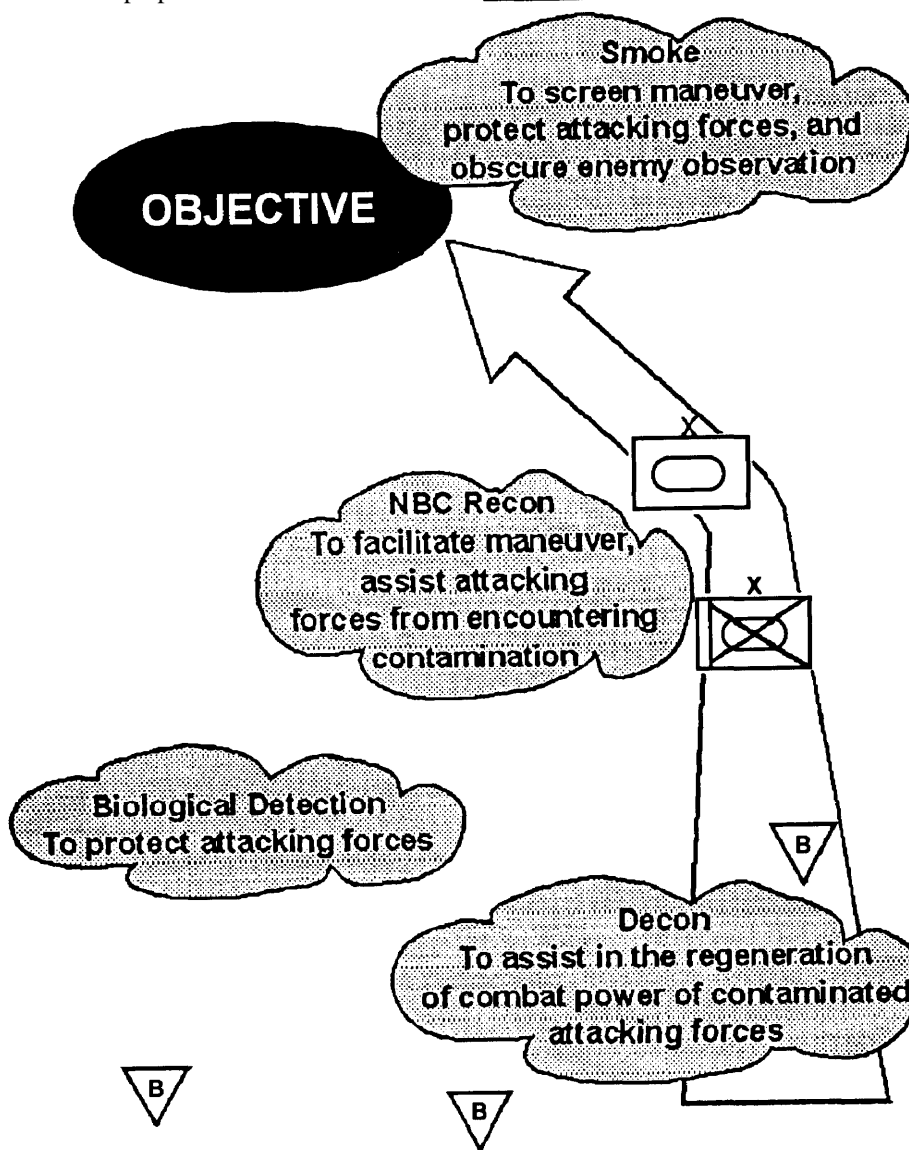 Smoke
To screen maneuver,
protect attacking forces, and
obscure enemy observation
OBJECTIVE
X
NBC Recon
To facilitate maneuver,
assist attacking
forces from encountering
contamination
X
Biological Detection
To protect attacking forces
B
Decon
To assist in the regeneration
of combat power of contaminated
attacking forces
B
B